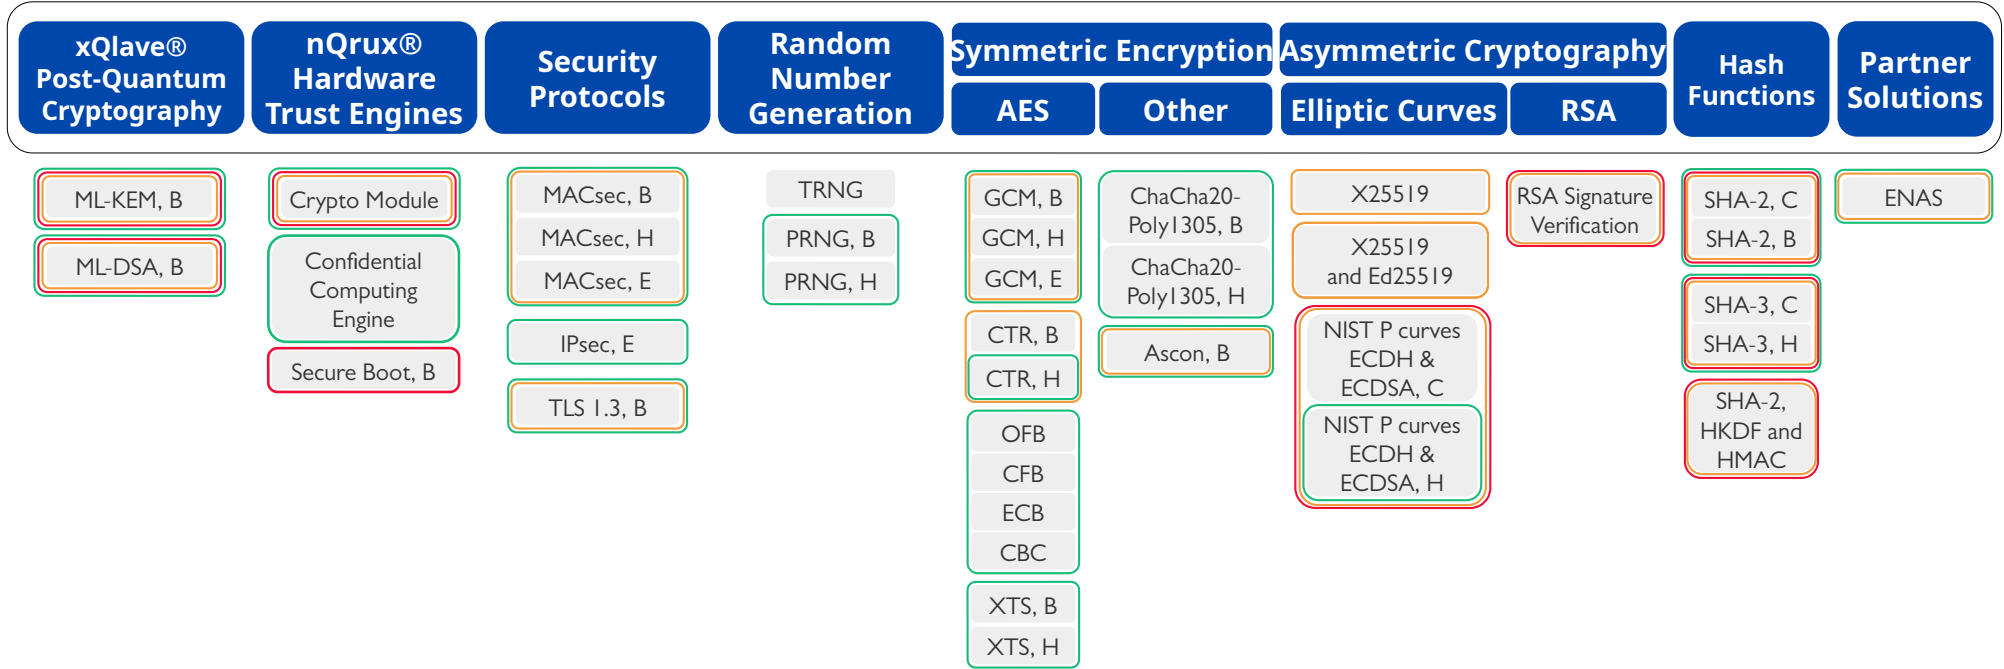 xQlave®
Post-Quantum
Cryptography
nQrux®
Hardware
Trust Engines
Security
Protocols
Random
Number
Generation
Symmetric Encryption
AES
Other
Asymmetric Cryptography
Elliptic Curves
RSA
Hash
Functions
Partner
Solutions
ML-KEM, B
ML-DSA, B
Crypto Module
Confidential
Computing
Engine
Secure Boot, B
MACsec, B
MACsec, H
MACsec, E
IPsec, E
TLS 1.3, B
TRNG
PRNG, B
PRNG, H
GCM, B
GCM, H
GCM, E
CTR, B
CTR, H
OFB
CFB
ECB
CBC
XTS, B
XTS, H
ChaCha20-
Poly1305, B
ChaCha20-
Poly1305, H
Ascon, B
X25519
X25519
and Ed25519
NIST P curves
ECDH &
ECDSA, C
NIST P curves
ECDH &
ECDSA, H
RSA Signature
Verification
SHA-2, C
SHA-2, B
SHA-3, C
SHA-3, H
SHA-2,
HKDF and
HMAC
ENAS